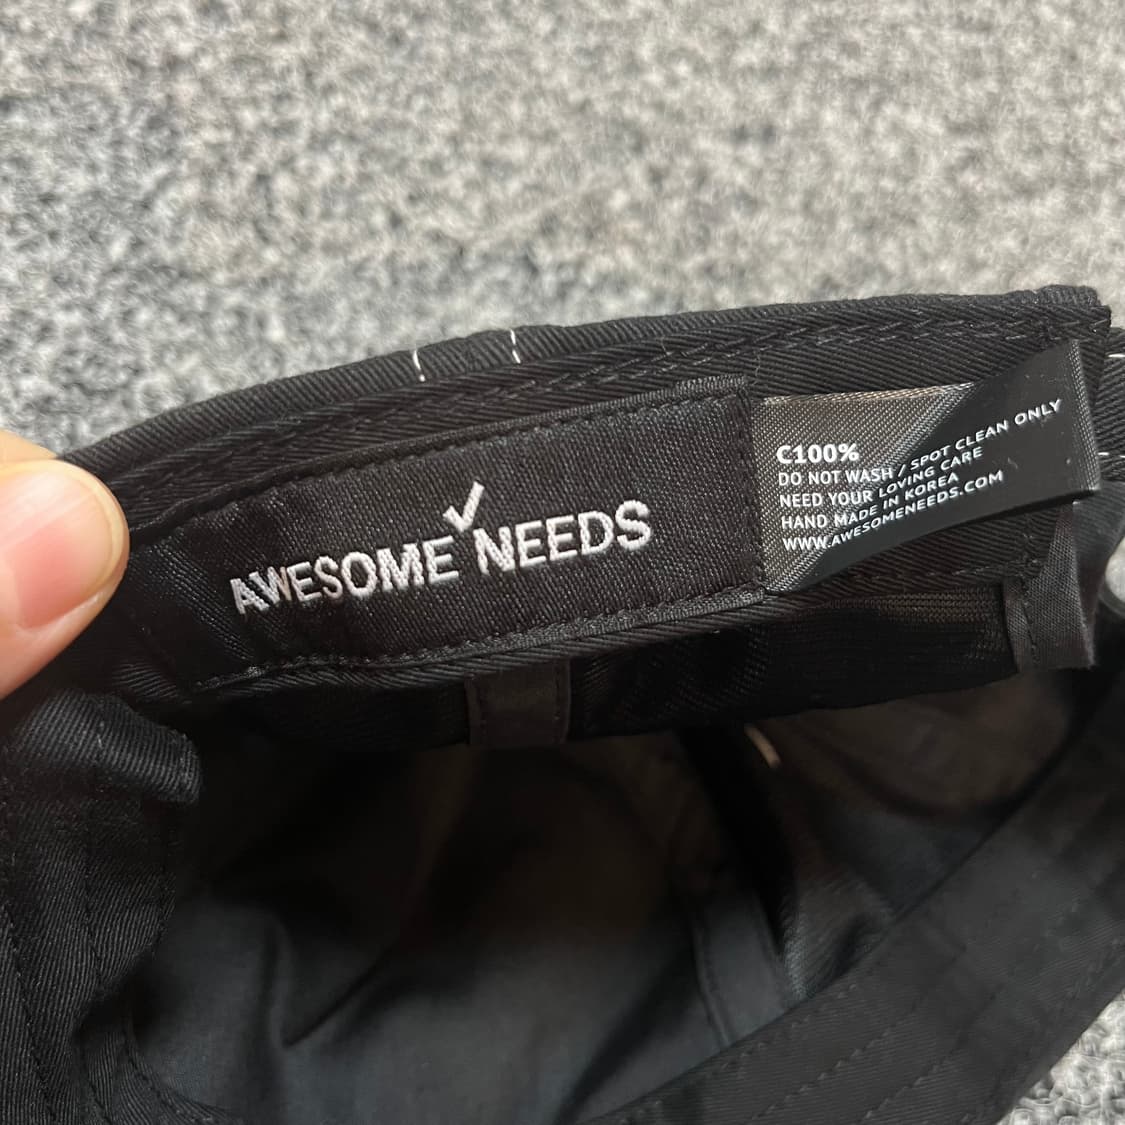 AWESOME NEEDS
C100%
DO NOT WASH / SPOT CLEAN ONLY
NEED YOUR LOVING CARE
HAND MADE IN KOREA
WWW.AWESOMENEEDS.COM